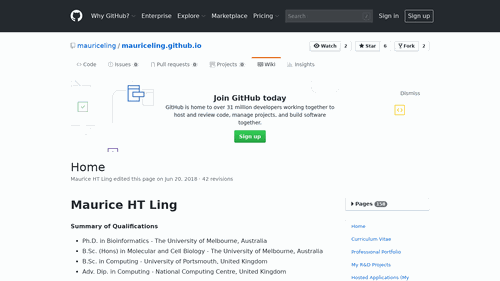 Why GitHub?
Enterprise
Explore
Marketplace
Pricing
Search
Sign in
Sign up
mauriceling / mauriceling.github.io
Watch 2
Star 6
Fork 2
Code
Issues 0
Pull requests 0
Projects 0
Wiki
Insights
Dismiss
Join GitHub today
GitHub is home to over 31 million developers working together
to host and review code, manage projects, and build software
together.
Sign up
Home
Maurice HT Ling edited this page on Jun 20, 2018 · 42 revisions
Maurice HT Ling
Summary of Qualifications
• Ph.D. in Bioinformatics - The University of Melbourne, Australia
• B.Sc. (Hons) in Molecular and Cell Biology - The University of Melbourne, Australia
• B.Sc. in Computing - University of Portsmouth, United Kingdom
• Adv. Dip. in Computing - National Computing Centre, United Kingdom
Pages 158
Home
Curriculum Vitae
Professional Portfolio
My R&D Projects
Hosted Applications (My